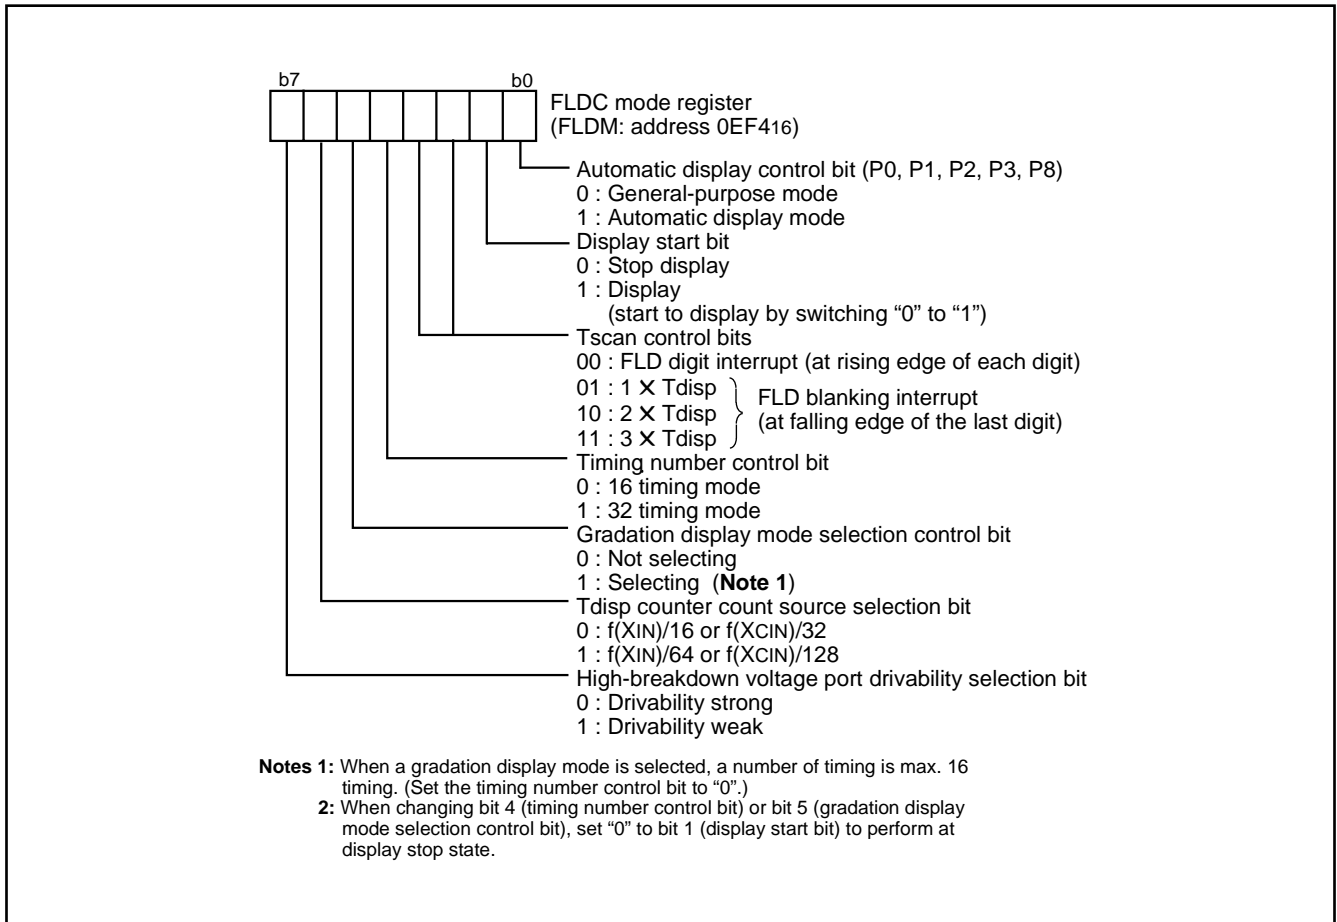 b7 b0
FLDC mode register
(FLDM: address 0EF416)
Automatic display control bit (P0, P1, P2, P3, P8)
0 : General-purpose mode
1 : Automatic display mode
Display start bit
0 : Stop display
1 : Display
(start to display by switching “0” to “1”)
Tscan control bits
00 : FLD digit interrupt (at rising edge of each digit)
01 : 1 ✕ Tdisp
10 : 2 ✕ Tdisp
11 : 3 ✕ Tdisp
FLD blanking interrupt
(at falling edge of the last digit)
Timing number control bit
0 : 16 timing mode
1 : 32 timing mode
Gradation display mode selection control bit
0 : Not selecting
1 : Selecting (Note 1)
Tdisp counter count source selection bit
0 : f(XIN)/16 or f(XCIN)/32
1 : f(XIN)/64 or f(XCIN)/128
High-breakdown voltage port drivability selection bit
0 : Drivability strong
1 : Drivability weak
Notes 1: When a gradation display mode is selected, a number of timing is max. 16
timing. (Set the timing number control bit to “0”.)
2: When changing bit 4 (timing number control bit) or bit 5 (gradation display
mode selection control bit), set “0” to bit 1 (display start bit) to perform at
display stop state.